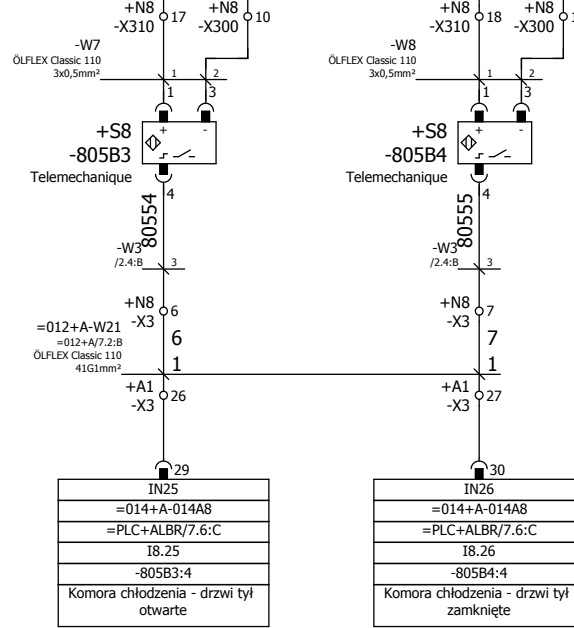 +N8
-X310
17
+N8
-X300
10
+N8
-X310
18
+N8
-X300
-W7
ÖLFLEX Classic 110
3x0,5mm²
1
2
1
3
-W8
ÖLFLEX Classic 110
3x0,5mm²
1
2
1
3
+S8
-805B3
Telemechanique
+
-
4
+S8
-805B4
Telemechanique
+
-
4
80554
80555
-W3
/2.4:B
3
-W3
/2.4:B
3
+N8
-X3
6
+N8
-X3
7
=012+A-W21
=012+A/7.2:B
ÖLFLEX Classic 110
41G1mm²
6
1
7
1
+A1
-X3
26
+A1
-X3
27
29
IN25
=014+A-014A8
=PLC+ALBR/7.6:C
I8.25
-805B3:4
Komora chłodzenia - drzwi tył
otwarte
30
IN26
=014+A-014A8
=PLC+ALBR/7.6:C
I8.26
-805B4:4
Komora chłodzenia - drzwi tył
zamknięte